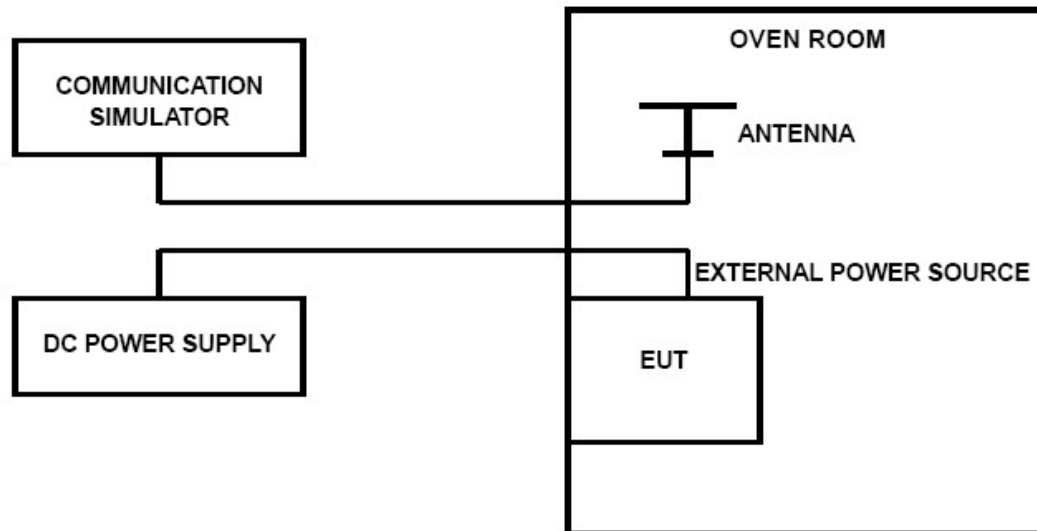 OVEN ROOM
COMMUNICATION
SIMULATOR
ANTENNA
EXTERNAL POWER SOURCE
DC POWER SUPPLY
EUT